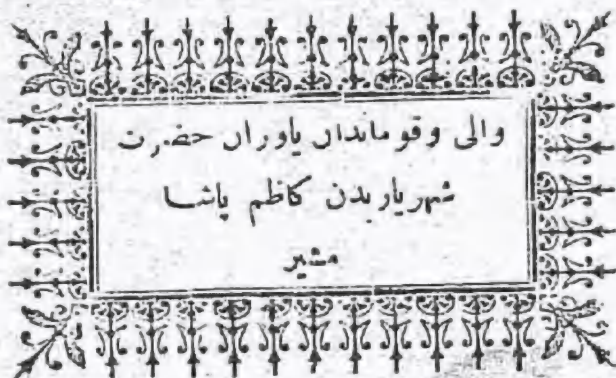 والی وقوماندان یاوران حضرت
شهریاریدن کاظم پاشا
مشیر